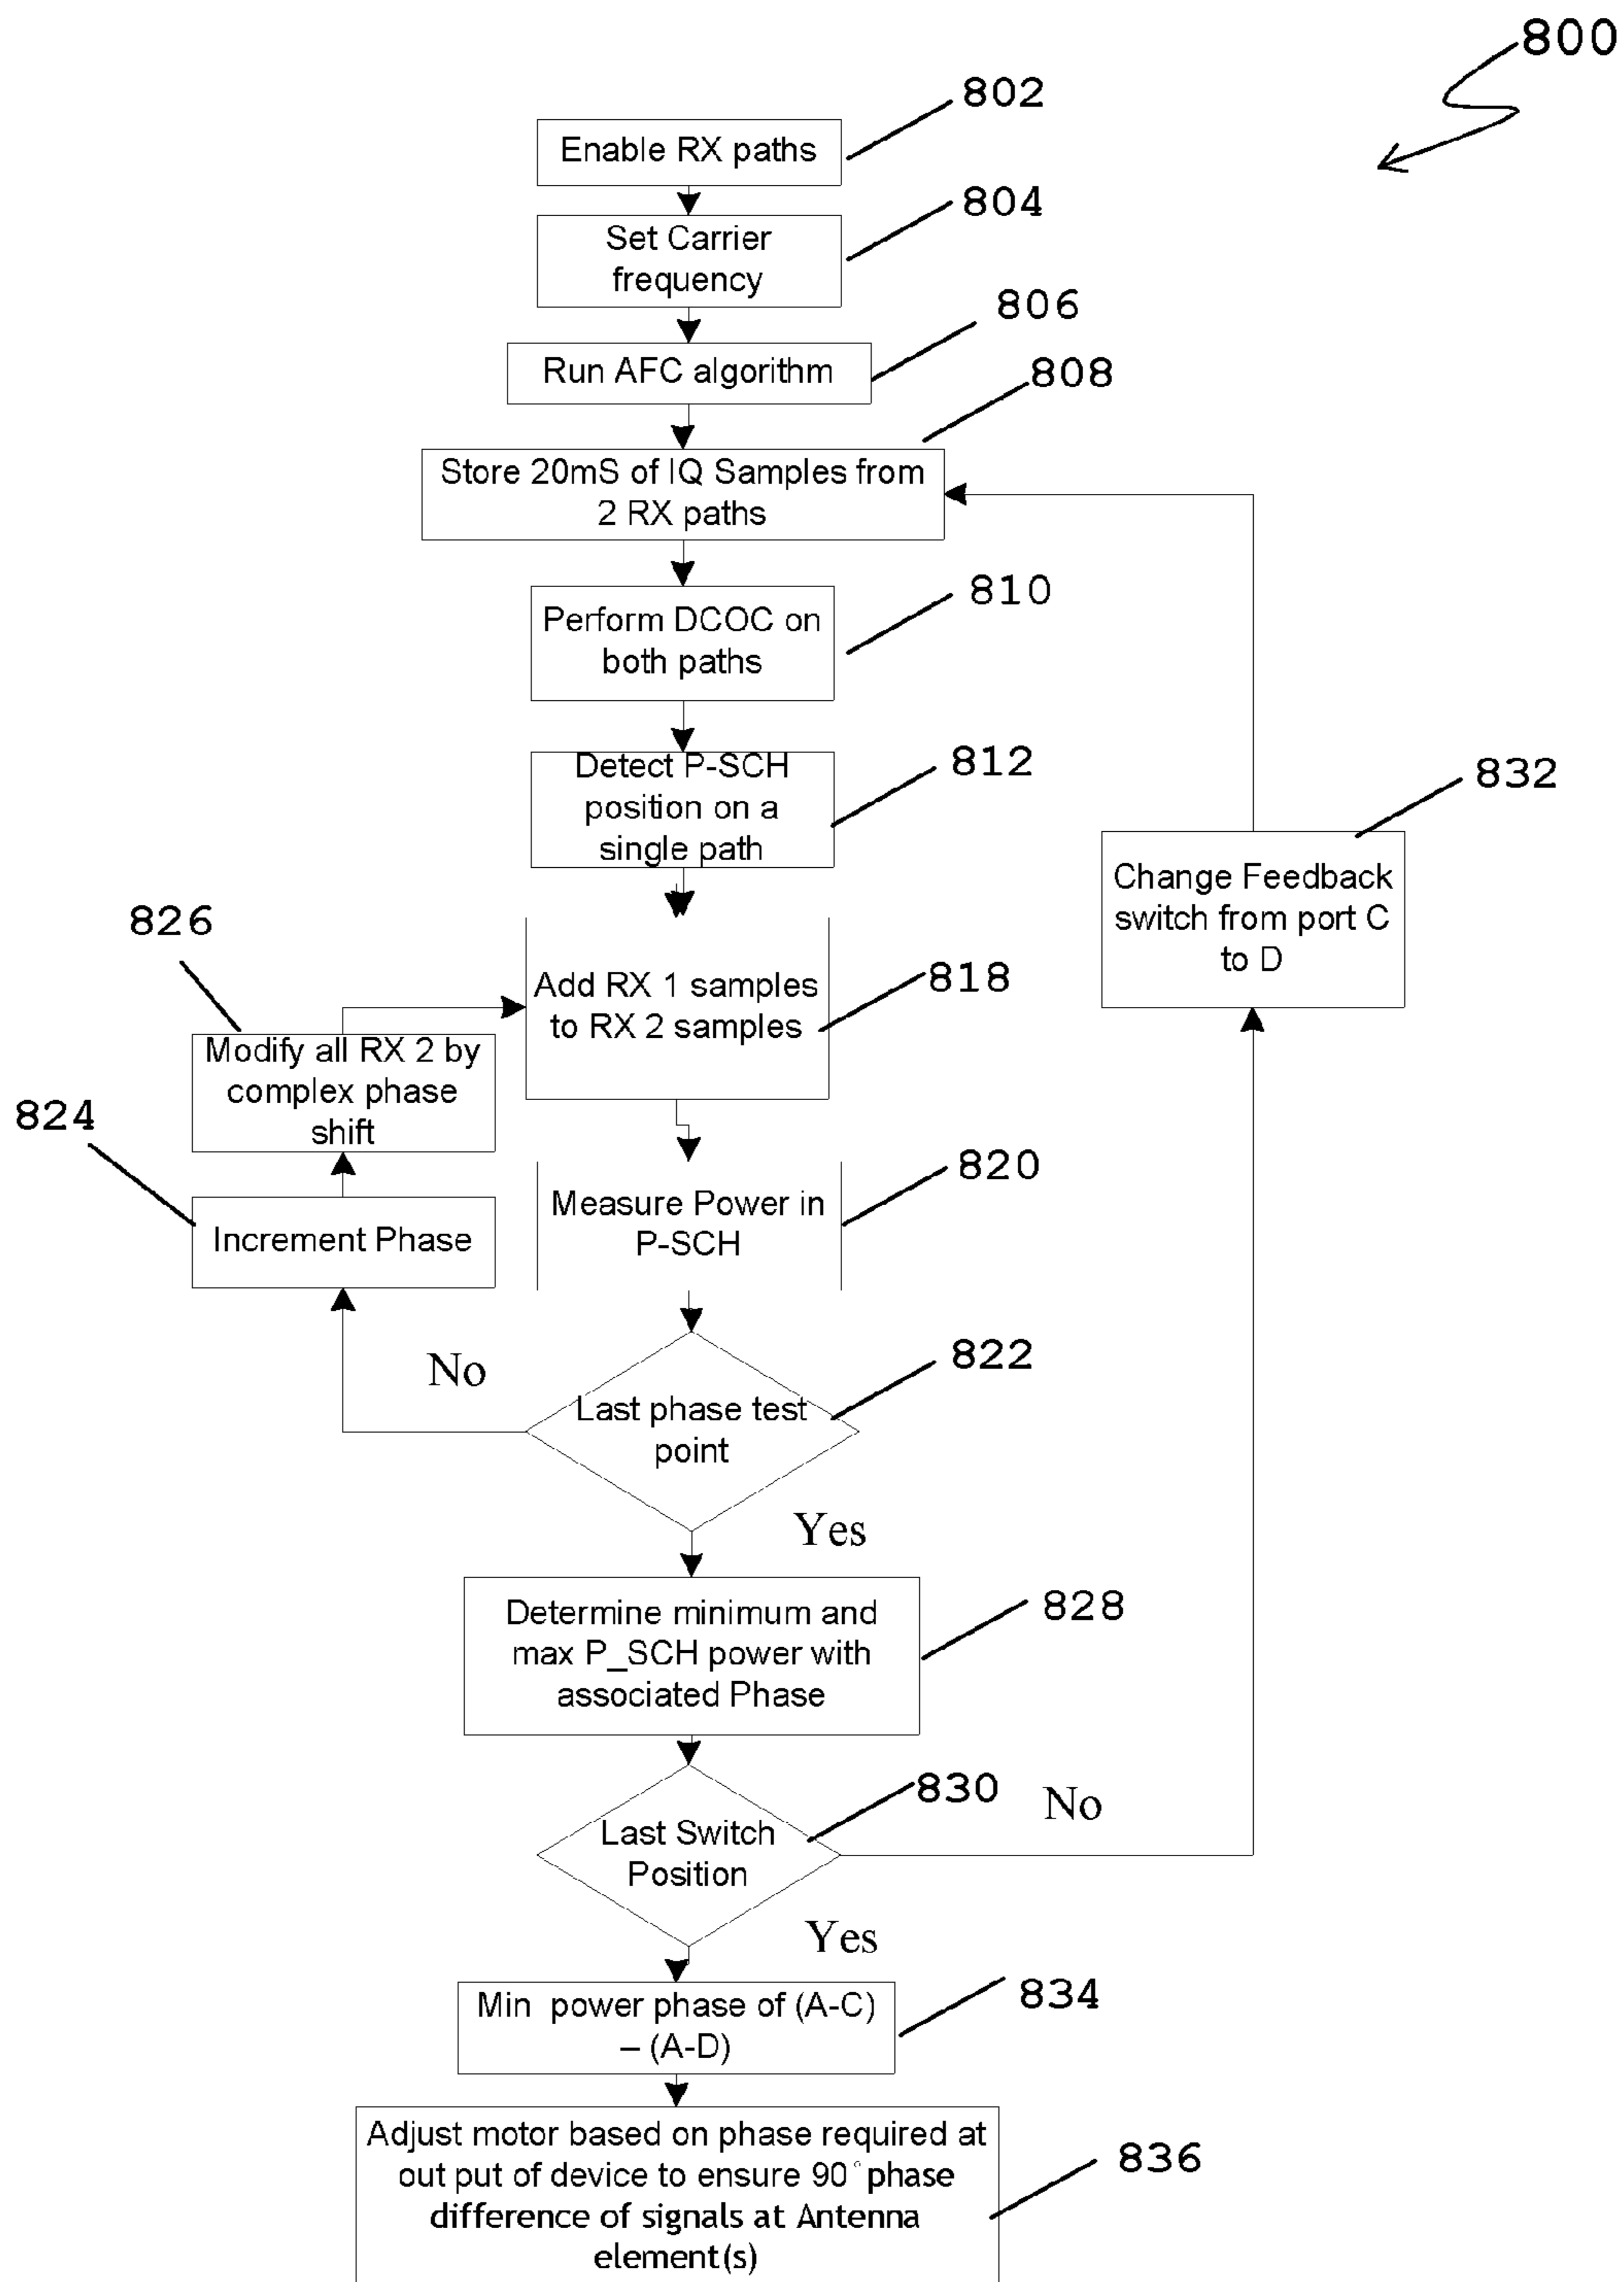 800
802
Enable RX paths
804
Set Carrier
frequency
806
Run AFC algorithm
808
Store 20mS of IQ Samples from
2 RX paths
810
Perform DCOC on
both paths
812
Detect P-SCH
position on a
single path
832
Change Feedback
switch from port C
to D
826
818
Add RX 1 samples
to RX 2 samples
Modify all RX 2 by
complex phase
shift
824
820
Measure Power in
P-SCH
Increment Phase
822
No
Last phase test
point
Yes
828
Determine minimum and
max P_SCH power with
associated Phase
830
No
Last Switch
Position
Yes
834
Min power phase of (A-C)
– (A-D)
836
Adjust motor based on phase required at
out put of device to ensure 90° phase
difference of signals at Antenna
element(s)